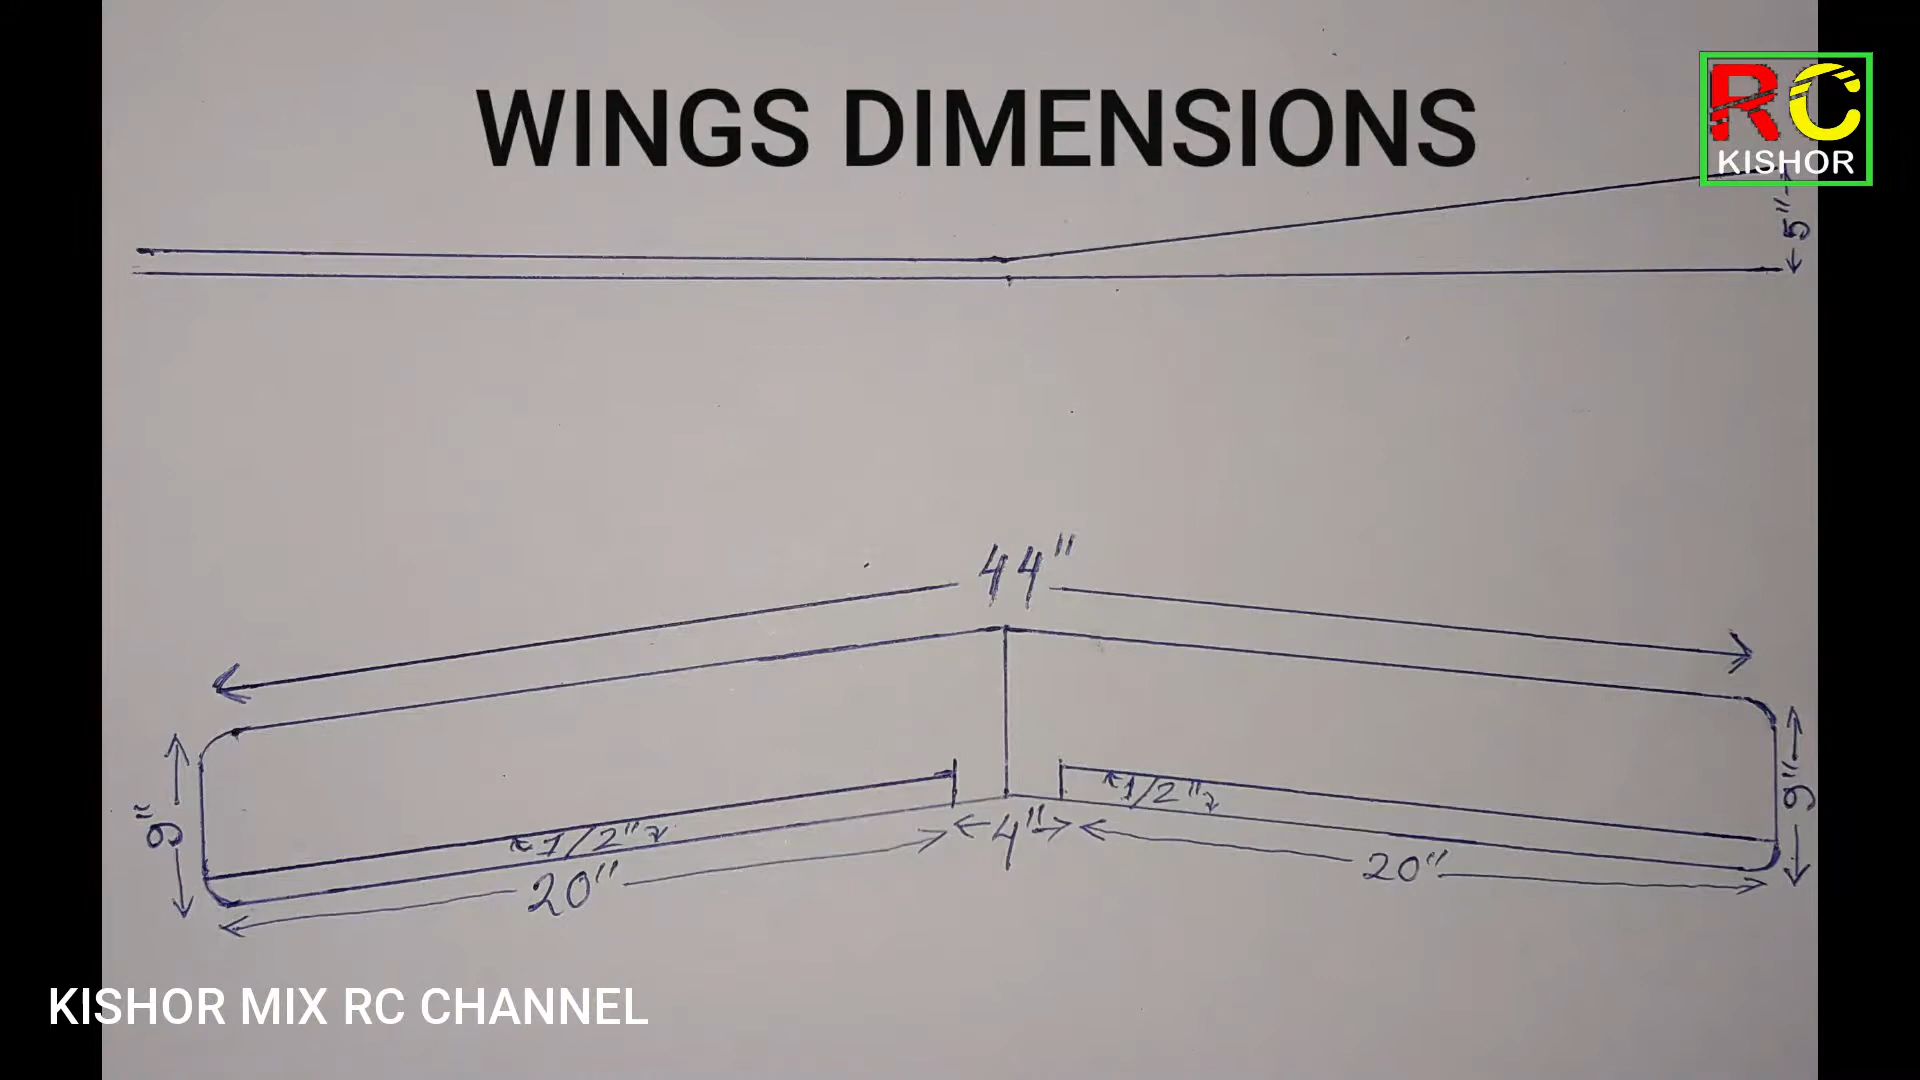 WINGS DIMENSIONS
RC
KISHOR
5"
44"
9"
1/2"
4"
1/2"
9"
20"
20"
KISHOR MIX RC CHANNEL